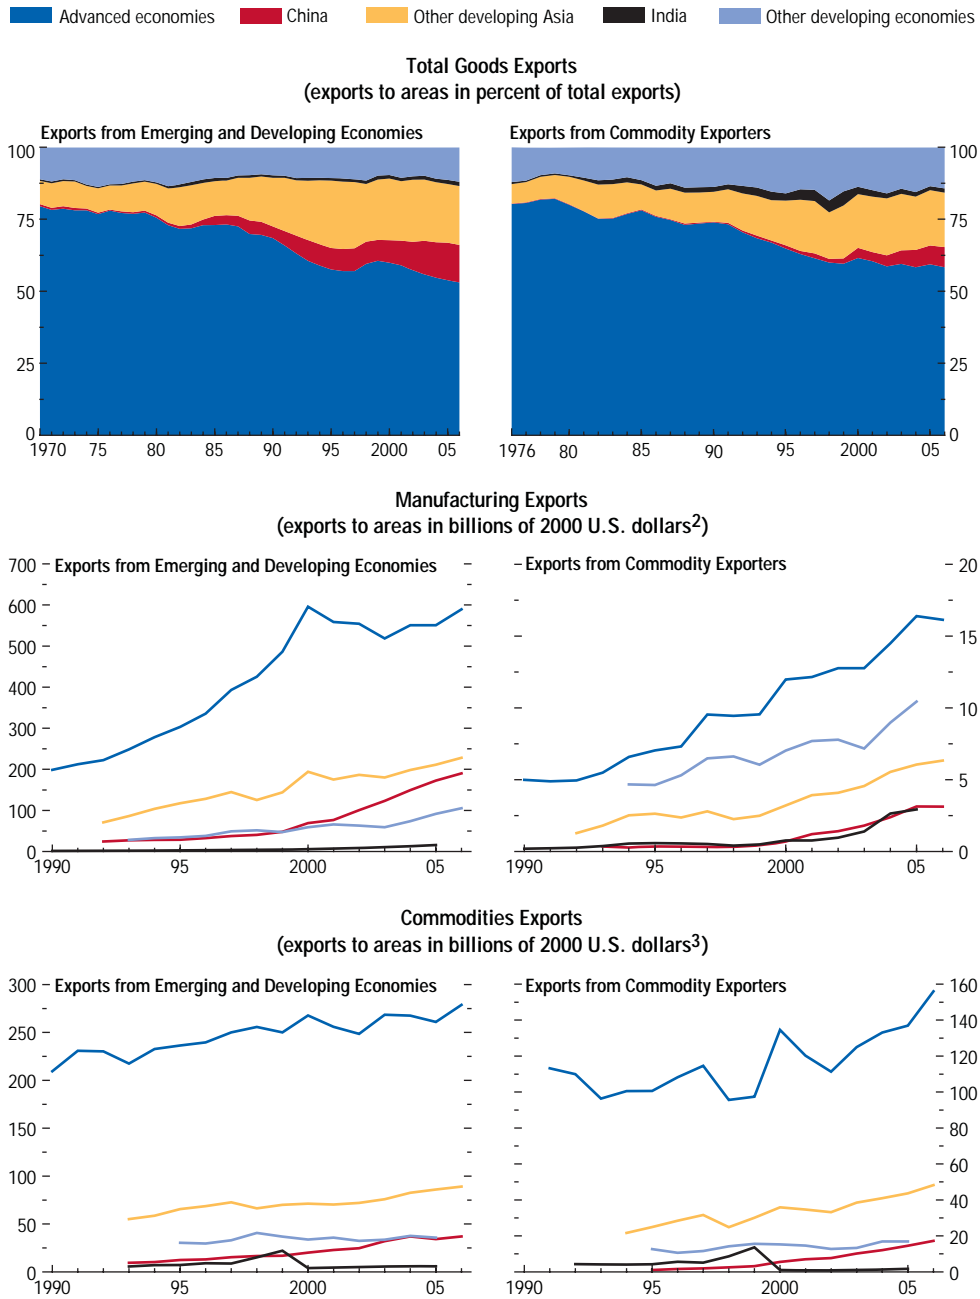 Advanced economies China Other developing Asia India Other developing economies
Total Goods Exports
(exports to areas in percent of total exports)
Exports from Emerging and Developing Economies
100
75
50
25
0
1970 75 80 85 90 95 2000 05
Exports from Commodity Exporters
100
75
50
25
0
1976 80 85 90 95 2000 05
Manufacturing Exports
(exports to areas in billions of 2000 U.S. dollars2)
Exports from Emerging and Developing Economies
700
600
500
400
300
200
100
0
1990 95 2000 05
Exports from Commodity Exporters
20
15
10
5
0
1990 95 2000 05
Commodities Exports
(exports to areas in billions of 2000 U.S. dollars3)
Exports from Emerging and Developing Economies
300
250
200
150
100
50
0
1990 95 2000 05
Exports from Commodity Exporters
160
140
120
100
80
60
40
20
0
1990 95 2000 05